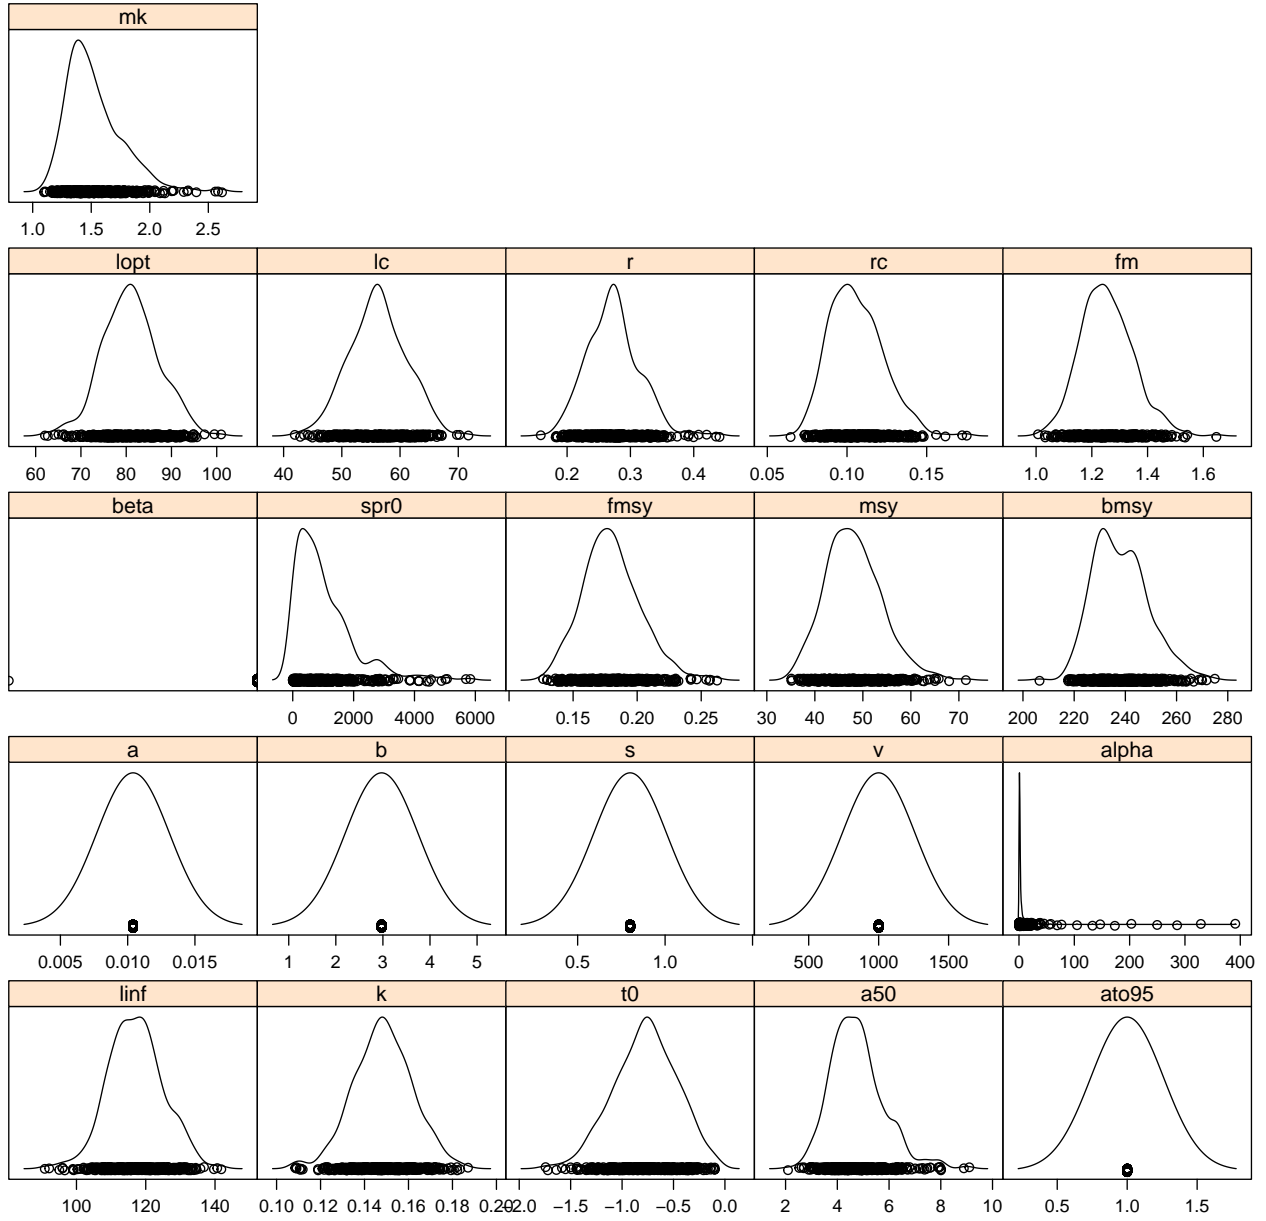 mk
1.0 1.5 2.0 2.5
lopt lc r rc fm
60 70 80 90 100 40 50 60 70 0.2 0.3 0.4 0.05 0.10 0.15 1.0 1.2 1.4 1.6
beta spr0 fmsy msy bmsy
0 2000 4000 6000 0.15 0.20 0.25 30 40 50 60 70 200 220 240 260 280
a b s v alpha
0.005 0.010 0.015 1 2 3 4 5 0.5 1.0 500 1000 1500 0 100 200 300 400
linf k t0 a50 ato95
100 120 140 0.10 0.12 0.14 0.16 0.18 0.20 −2.0 −1.5 −1.0 −0.5 0.0 2 4 6 8 10 0.5 1.0 1.5